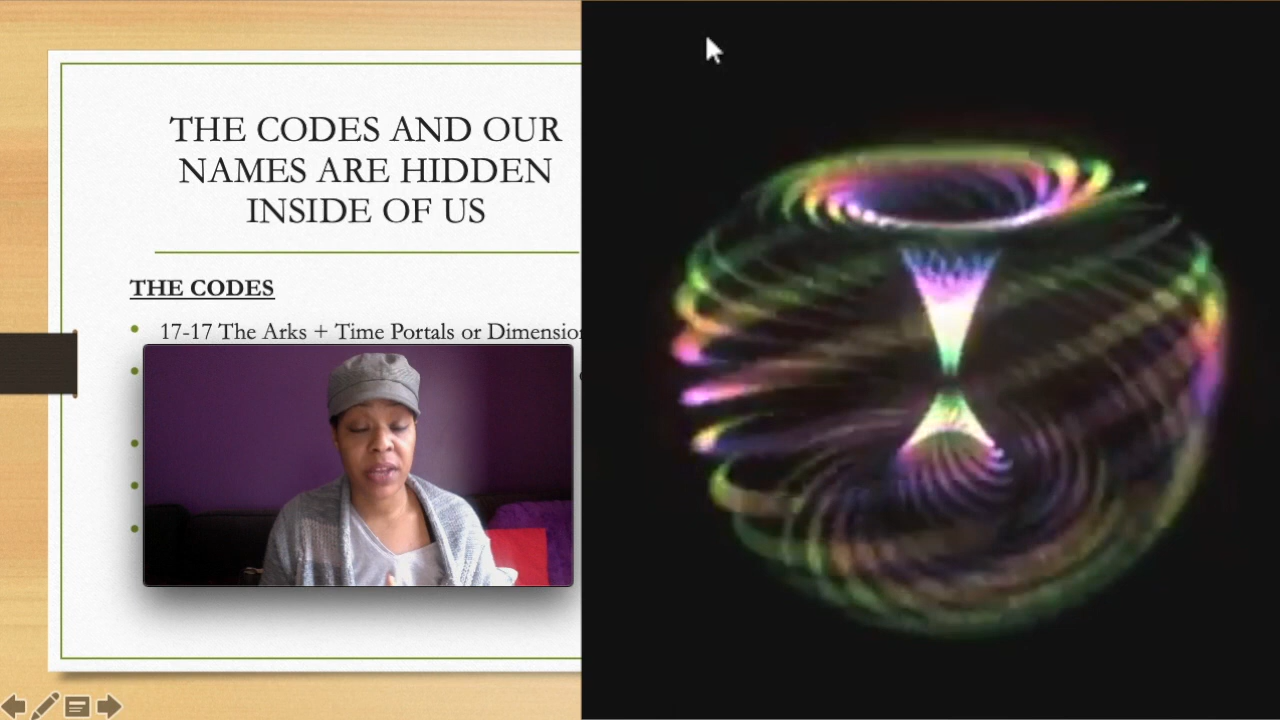 THE CODES AND OUR
NAMES ARE HIDDEN
INSIDE OF US
THE CODES
17-17 The Arks + Time Portals or